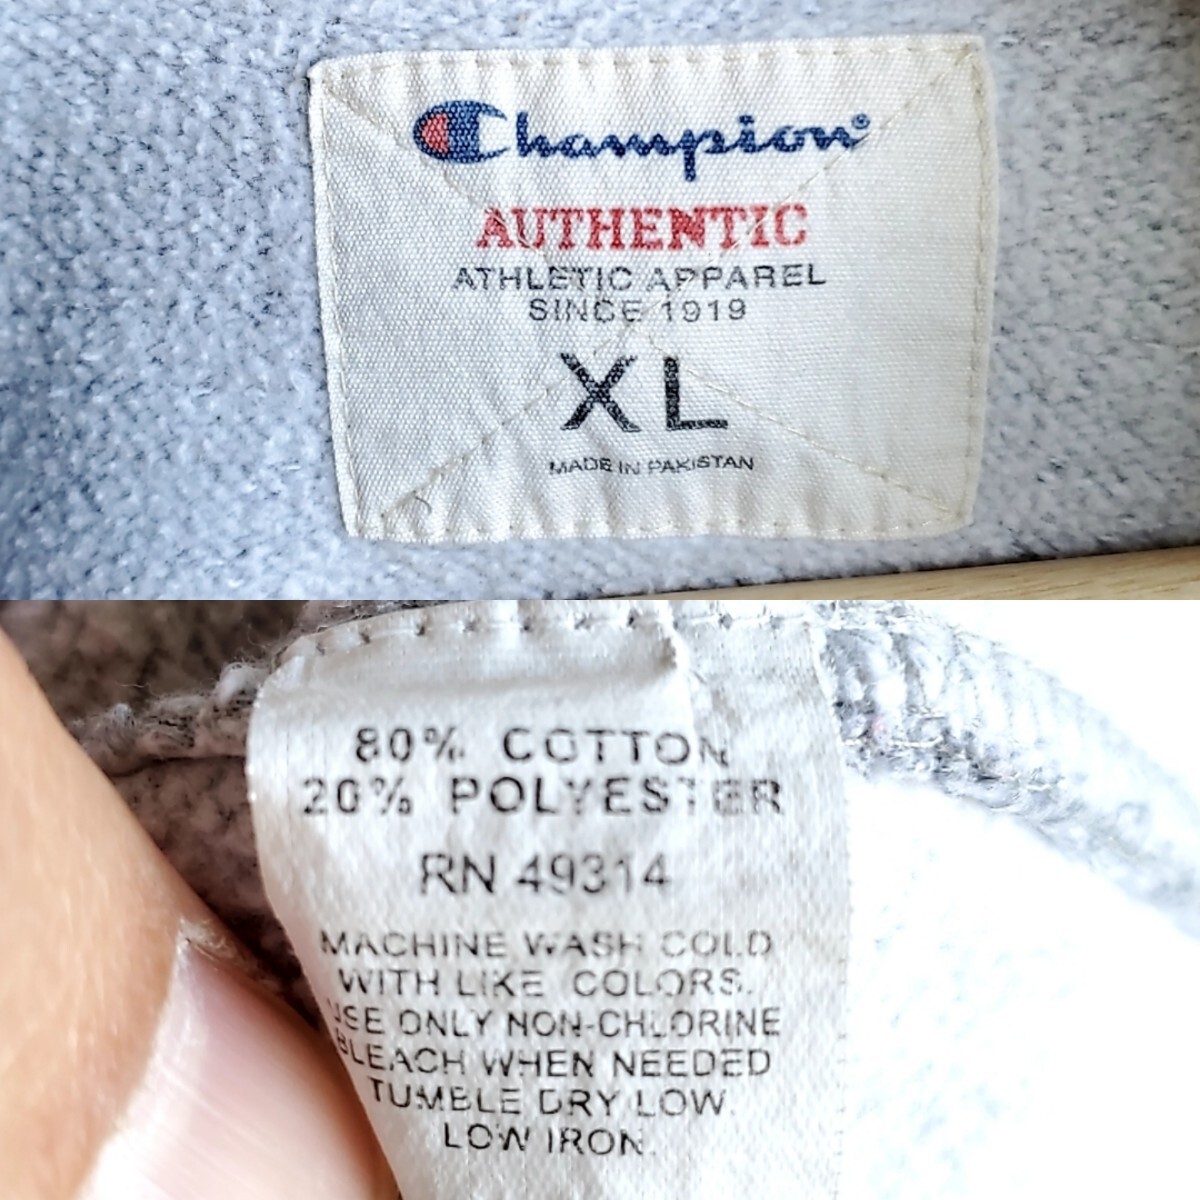 Champion®
AUTHENTIC
ATHLETIC APPAREL
SINCE 1919
XL
MADE IN PAKISTAN
80% COTTON
20% POLYESTER
RN 49314
MACHINE WASH COLD
WITH LIKE COLORS.
USE ONLY NON-CHLORINE
BLEACH WHEN NEEDED
TUMBLE DRY LOW.
LOW IRON.